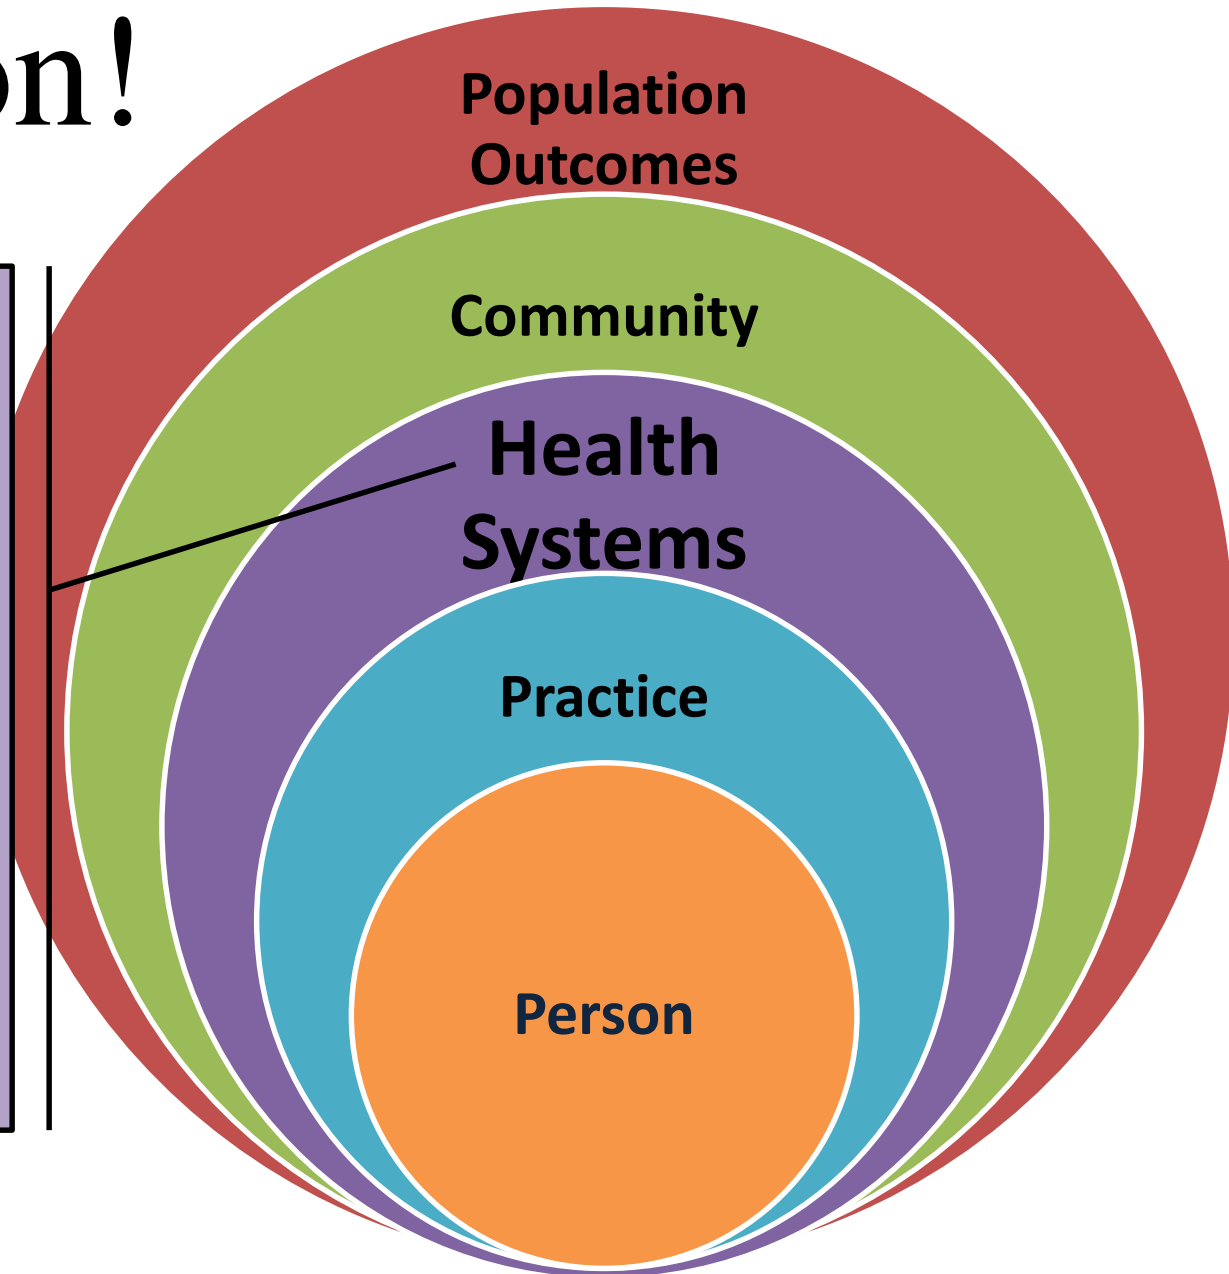 on!
Population
Outcomes
Community
Health
Systems
Practice
Person